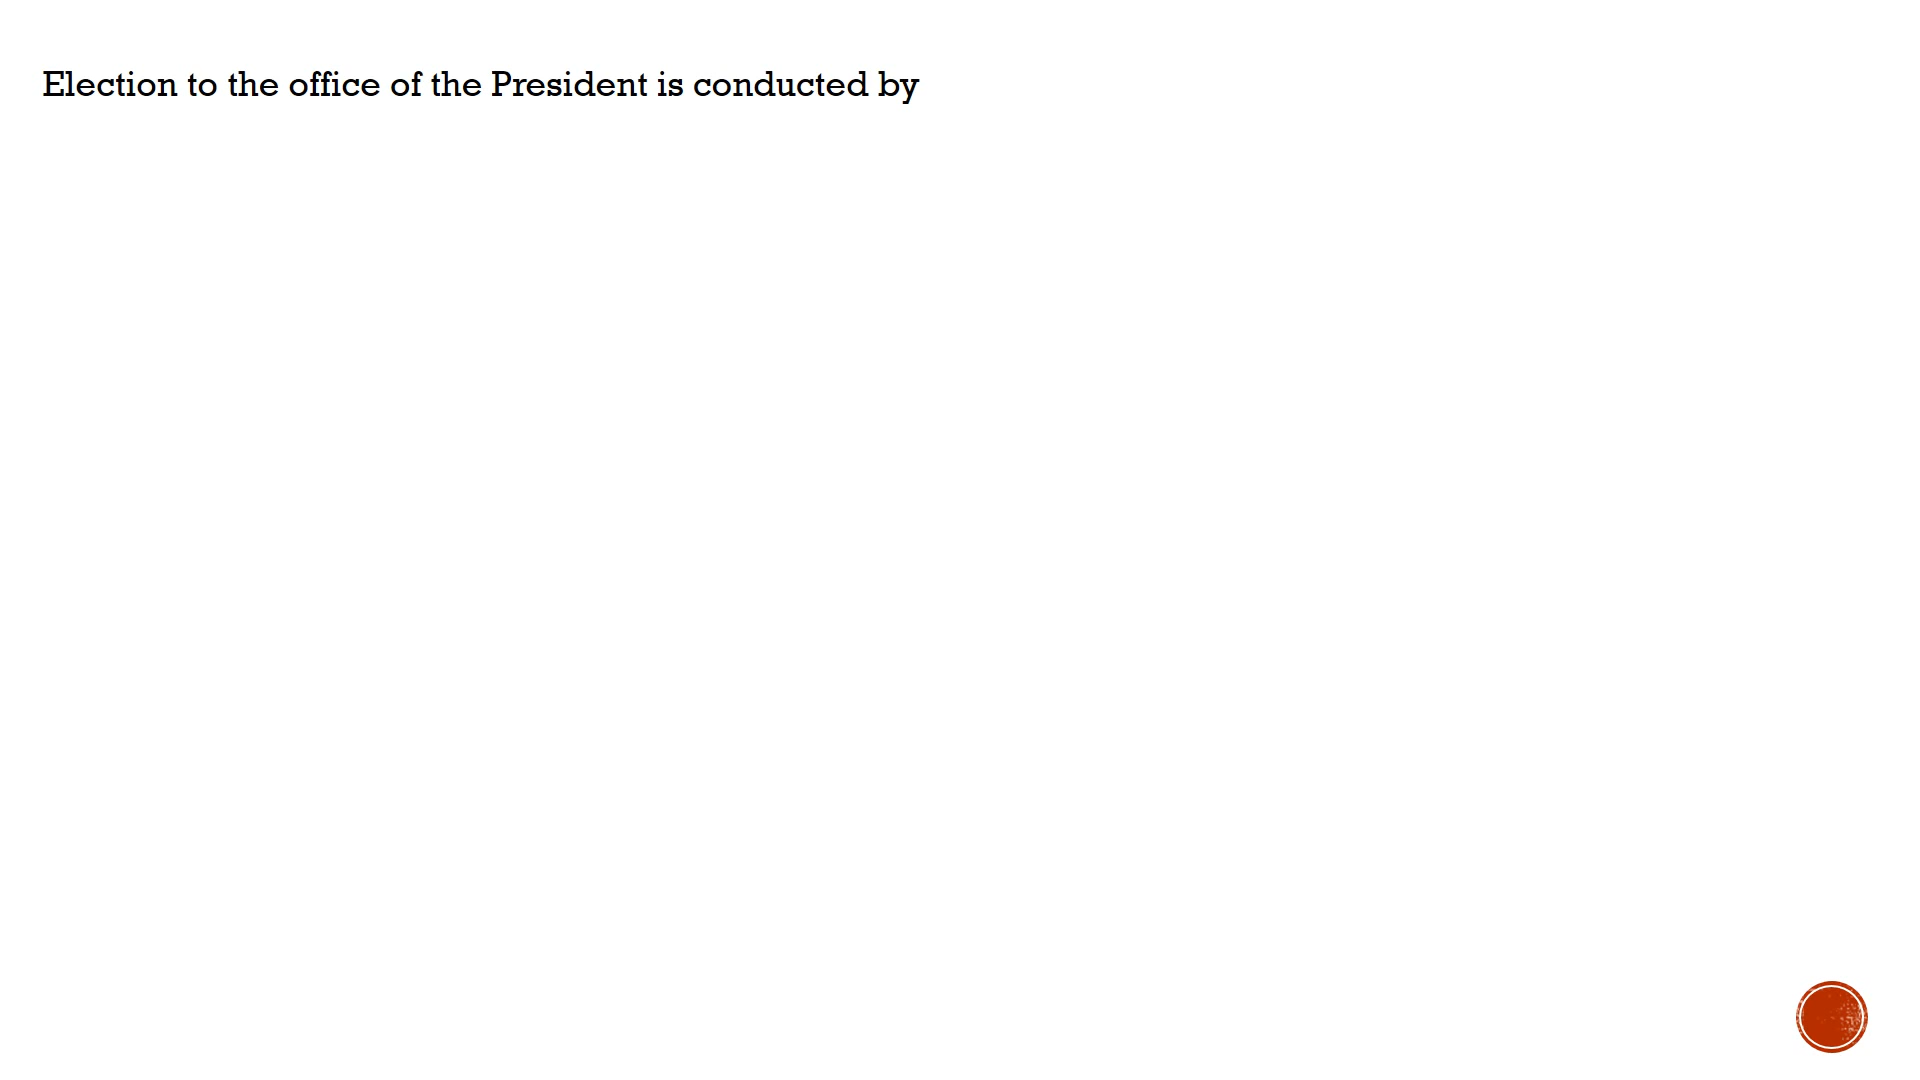 Election to the office of the President is conducted by